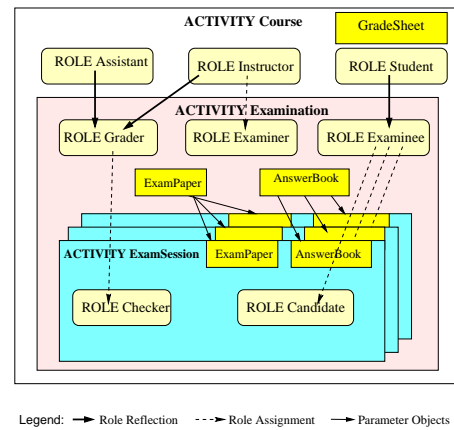 ACTIVITY Course
GradeSheet
ROLE Assistant
ROLE Instructor
ROLE Student
ACTIVITY Examination
ROLE Grader
ROLE Examiner
ROLE Examinee
ExamPaper
AnswerBook
ACTIVITY ExamSession
ExamPaper
AnswerBook
ROLE Checker
ROLE Candidate
Legend: Role Reflection Role Assignment Parameter Objects